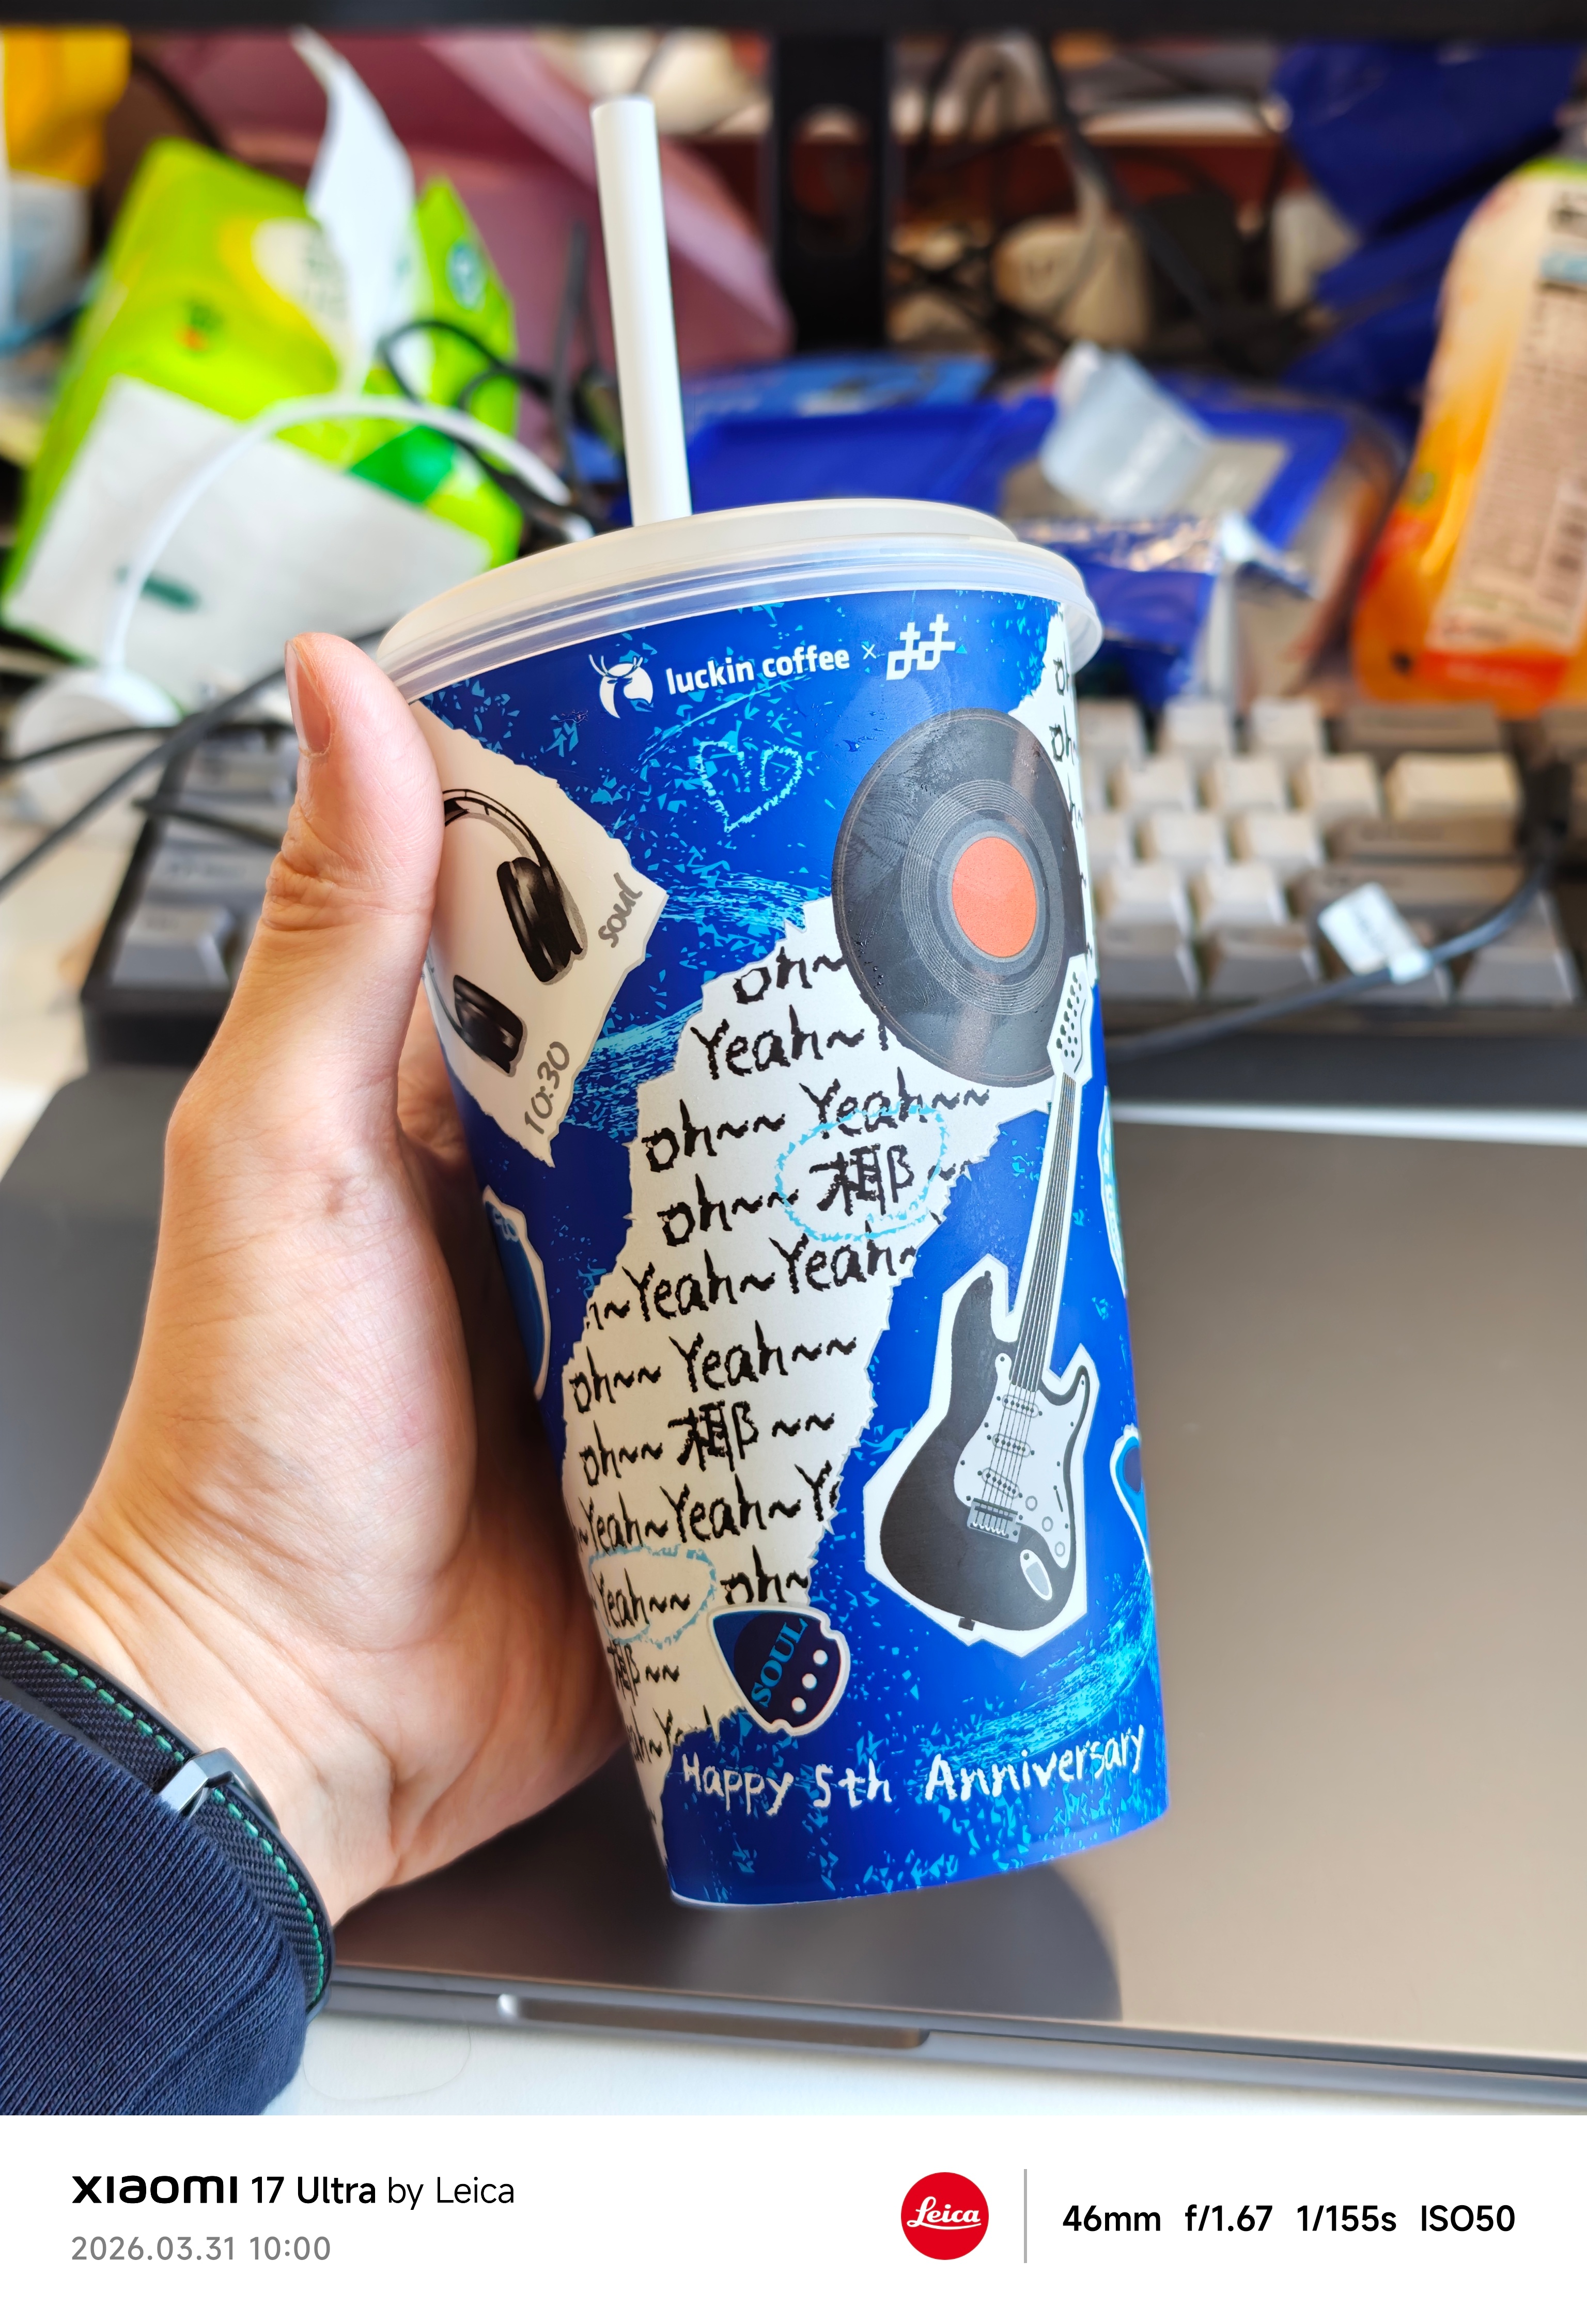 luckin coffee ×
soul
10:30
oh~
Yeah~
oh~~ Yeah~~
oh~~ 椰~
~Yeah~Yeah~
oh~~ Yeah~~
oh~~ 椰~~
~Yeah~Yeah~Ye
Yeah~~ oh~
椰~~
SOUL
Happy 5th Anniversary
xiaomi 17 Ultra by Leica
2026.03.31 10:00
Leica
46mm f/1.67 1/155s ISO50